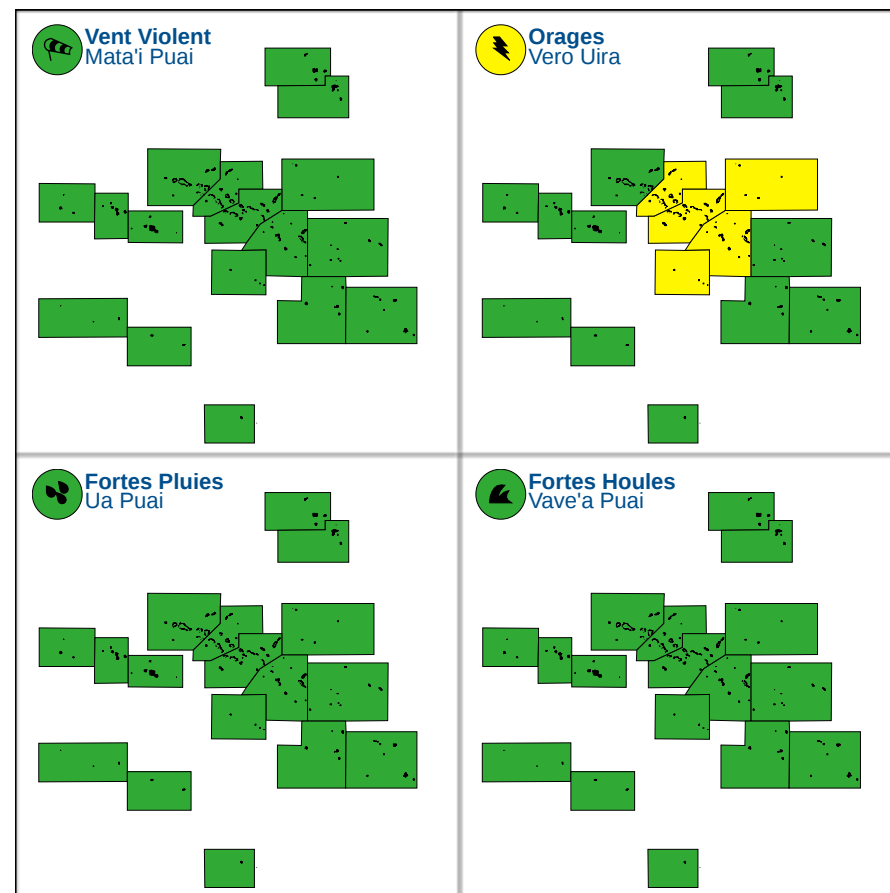 Vent Violent
Mata'i Puai
Orages
Vero Uira
Fortes Pluies
Ua Puai
Fortes Houles
Vave'a Puai